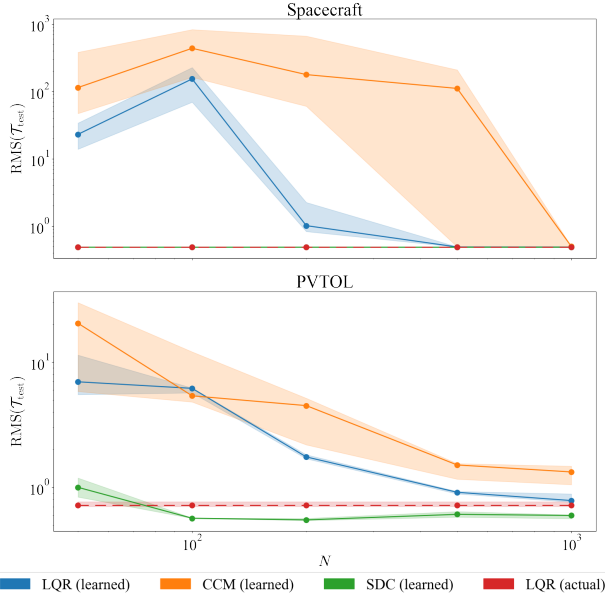 Spacecraft
10³
10²
10¹
10⁰
RMS(𝒯test)
PVTOL
10¹
10⁰
RMS(𝒯test)
10² 10³
N
LQR (learned) CCM (learned) SDC (learned) LQR (actual)